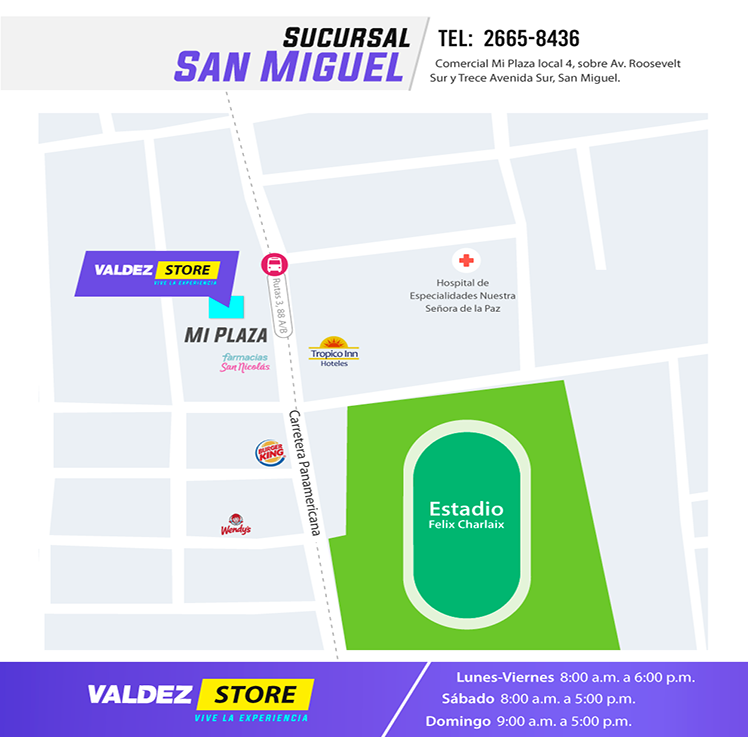 SUCURSAL
SAN MIGUEL
TEL: 2665-8436
Comercial Mi Plaza local 4, sobre Av. Roosevelt
Sur y Trece Avenida Sur, San Miguel.
VALDEZ STORE
VIVE LA EXPERIENCIA
Rutas 3, 88 A/B
Hospital de
Especialidades Nuestra
Señora de la Paz
MI PLAZA
farmacias
San Nicolás
Tropico Inn
Hoteles
Carretera Panamericana
BURGER
KING
Wendy's
Estadio
Felix Charlaix
VALDEZ STORE
VIVE LA EXPERIENCIA
Lunes-Viernes 8:00 a.m. a 6:00 p.m.
Sábado 8:00 a.m. a 5:00 p.m.
Domingo 9:00 a.m. a 5:00 p.m.